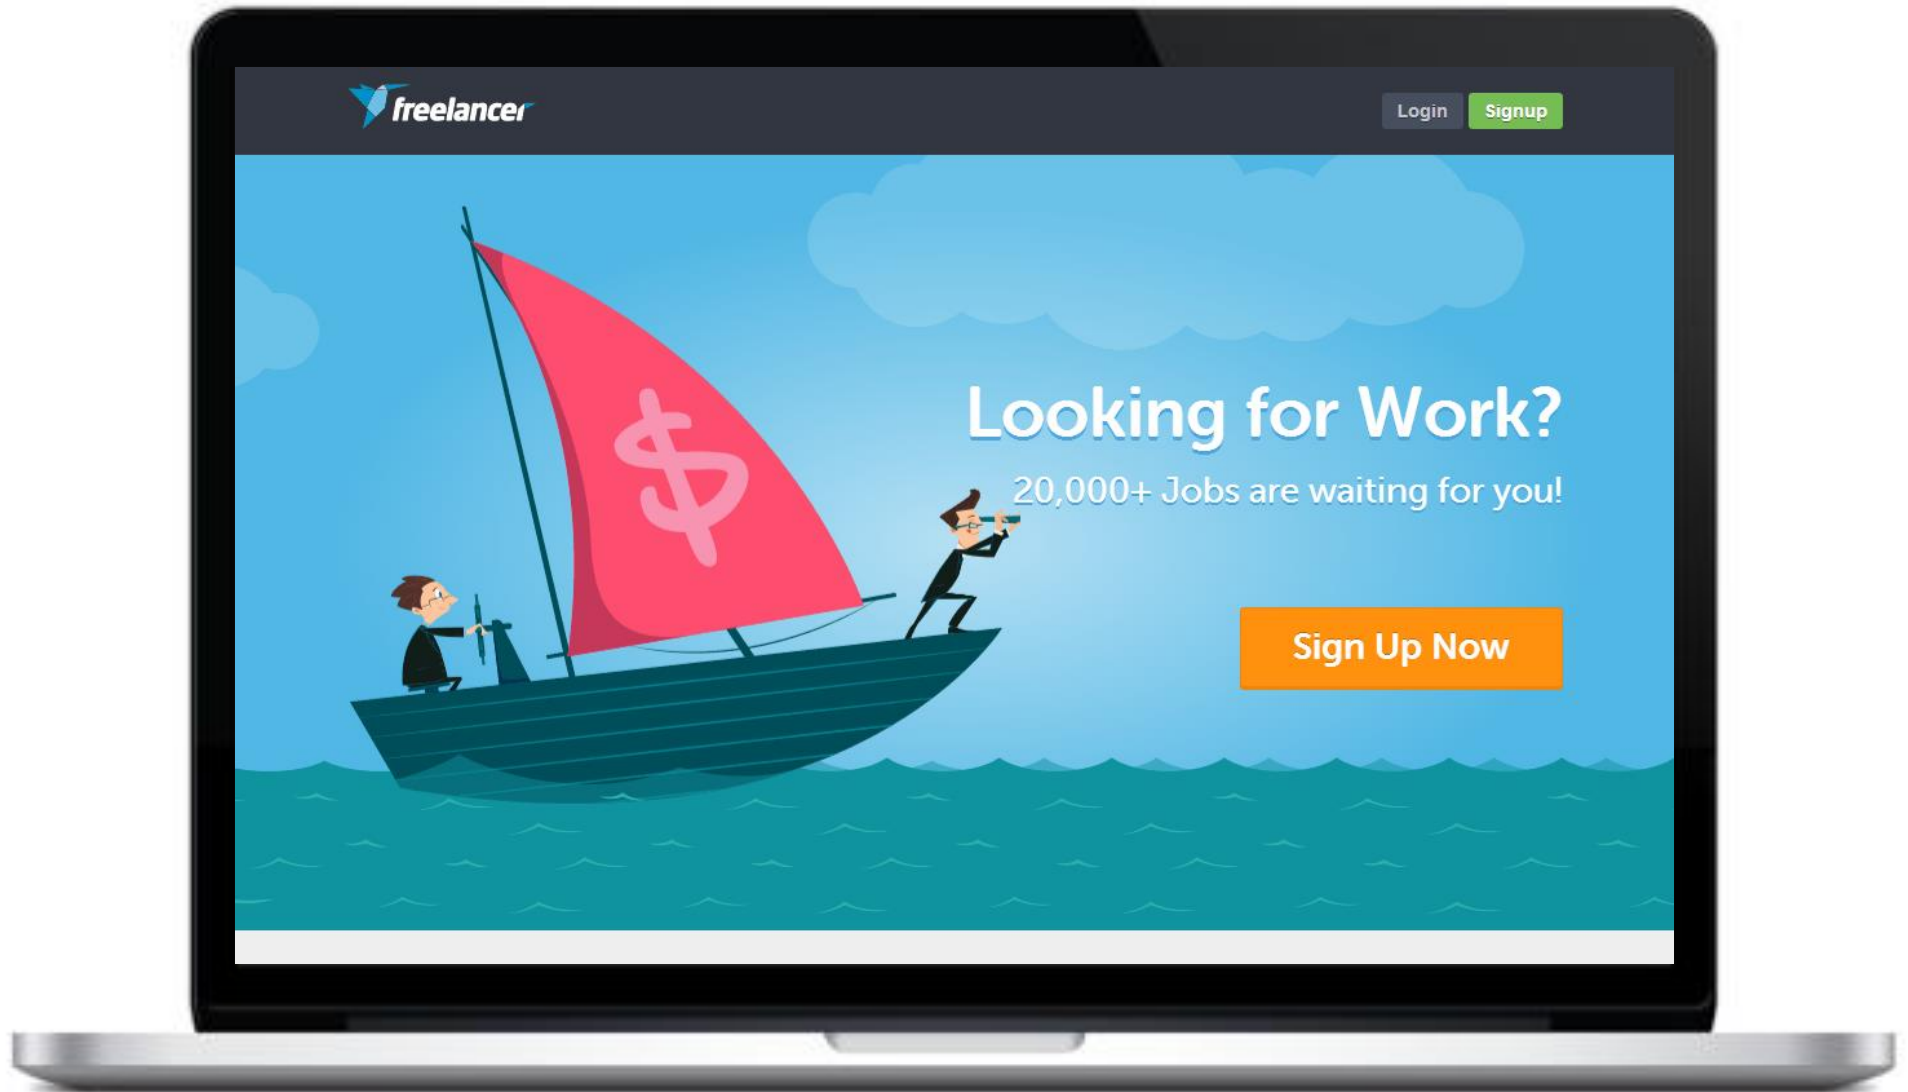 freelancer
Login
Signup
$
Looking for Work?
20,000+ Jobs are waiting for you!
Sign Up Now